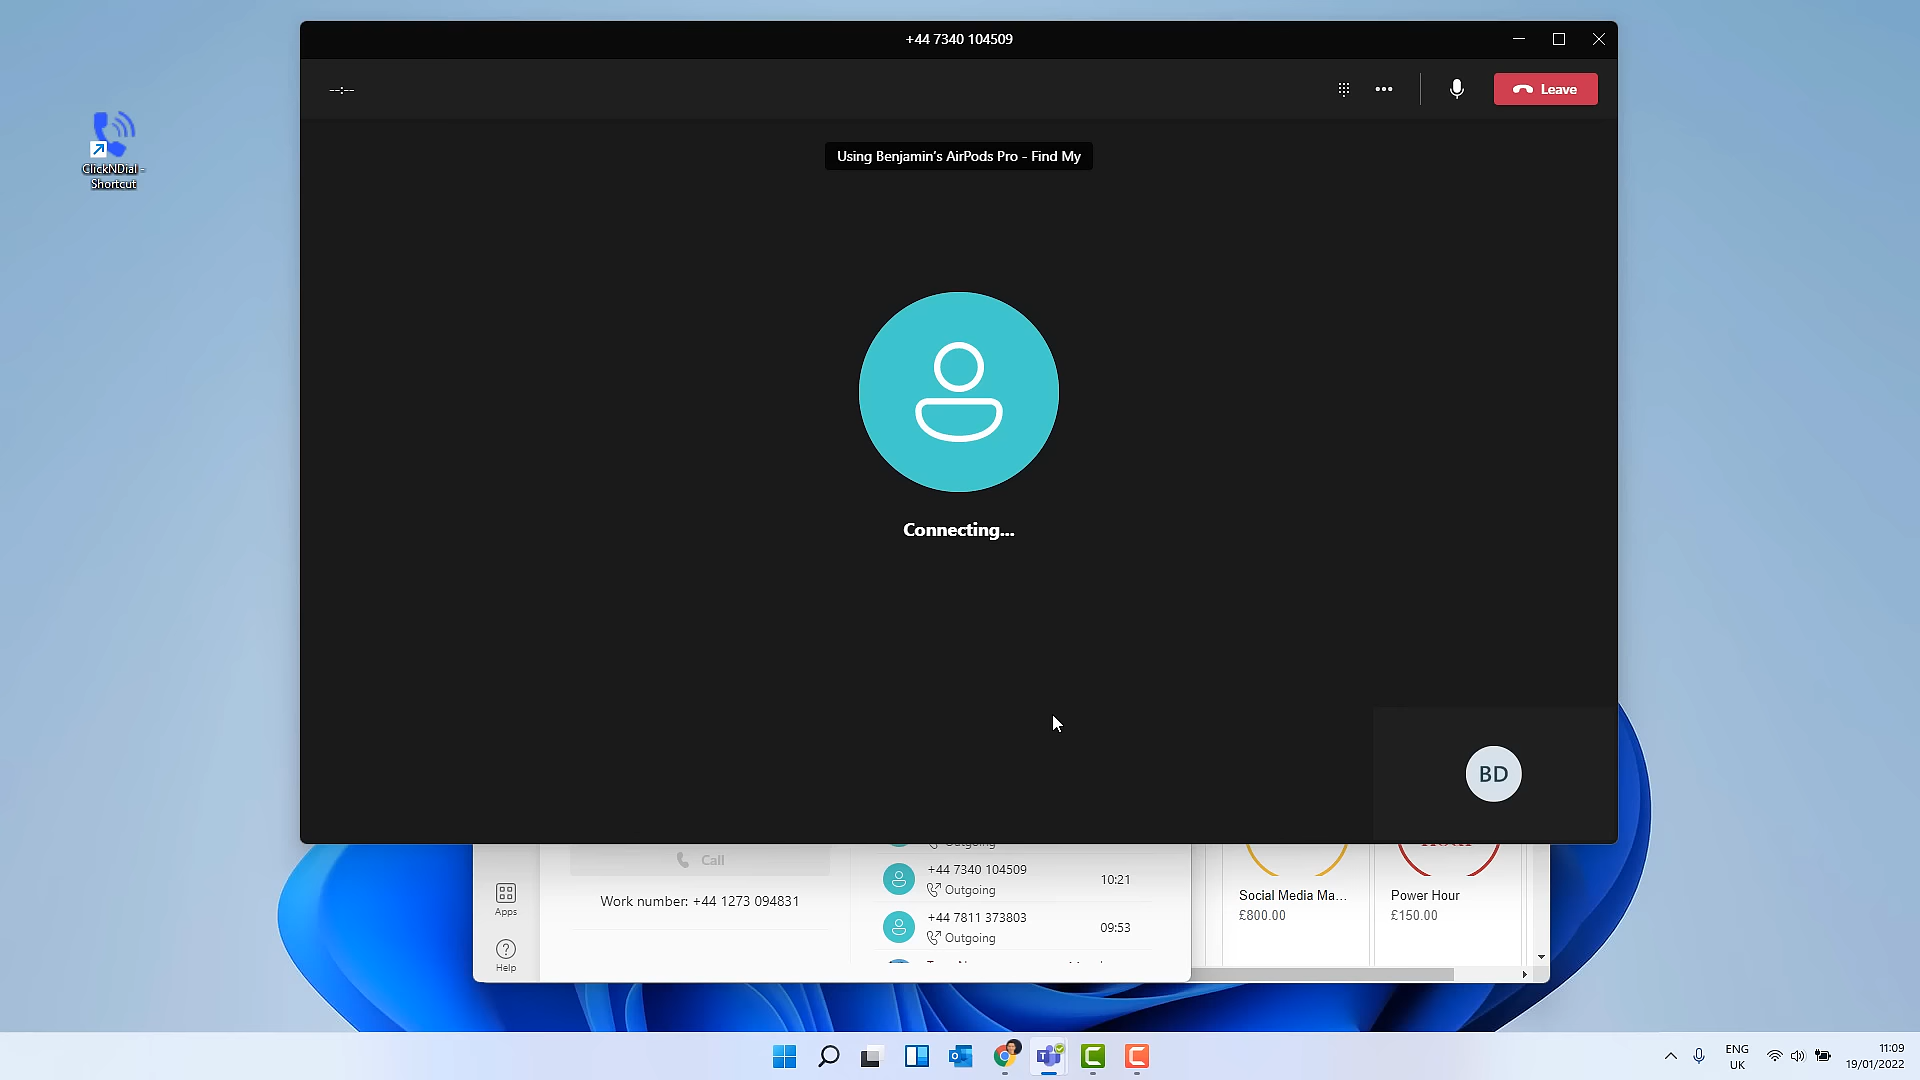 +44 7340 104509
--:--
Leave
Using Benjamin's AirPods Pro - Find My
ClickNDial -
Shortcut
Connecting...
BD
Call
Work number: +44 1273 094831
Apps
Help
Outgoing
+44 7340 104509
10:21
Outgoing
+44 7811 373803
09:53
Outgoing
Social Media Ma...
£800.00
Power Hour
£150.00
ENG
UK
11:09
19/01/2022